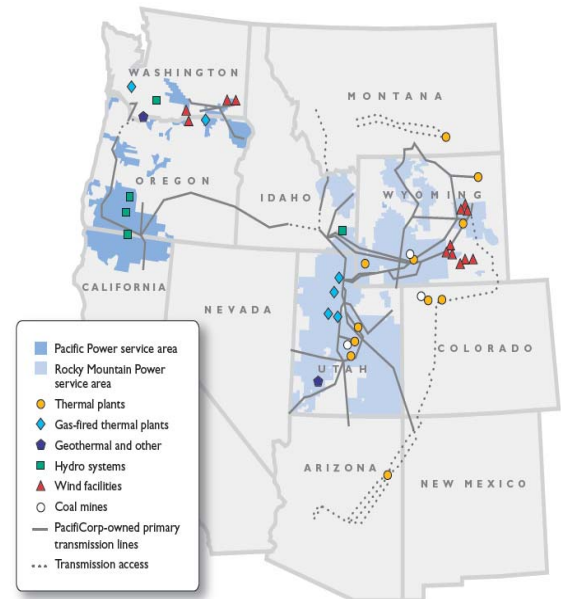 WASHINGTON
MONTANA
OREGON
IDAHO
WYOMING
CALIFORNIA
NEVADA
UTAH
COLORADO
ARIZONA
NEW MEXICO
Pacific Power service area
Rocky Mountain Power
service area
Thermal plants
Gas-fired thermal plants
Geothermal and other
Hydro systems
Wind facilities
Coal mines
PacifiCorp-owned primary
transmission lines
Transmission access